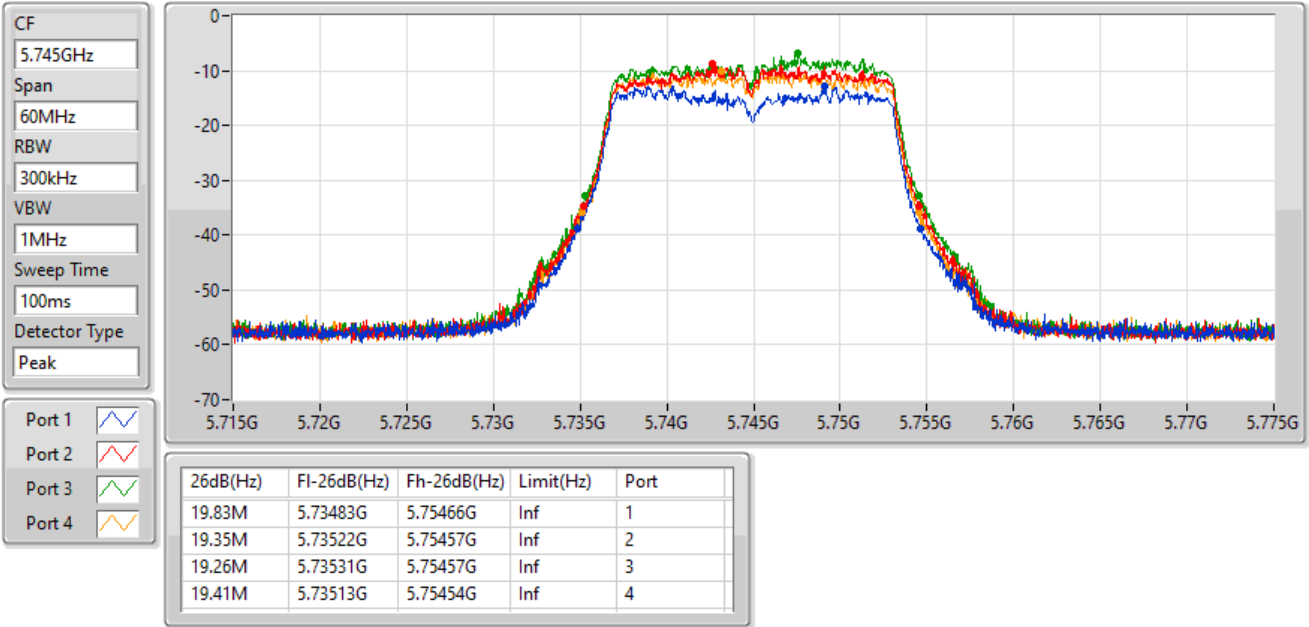 CF
5.745GHz
Span
60MHz
RBW
300kHz
VBW
1MHz
Sweep Time
100ms
Detector Type
Peak
Port 1
Port 2
Port 3
Port 4
0
-10
-20
-30
-40
-50
-60
-70
5.715G 5.72G 5.725G 5.73G 5.735G 5.74G 5.745G 5.75G 5.755G 5.76G 5.765G 5.77G 5.775G
26dB(Hz) Fl-26dB(Hz) Fh-26dB(Hz) Limit(Hz) Port
19.83M 5.73483G 5.75466G Inf 1
19.35M 5.73522G 5.75457G Inf 2
19.26M 5.73531G 5.75457G Inf 3
19.41M 5.73513G 5.75454G Inf 4